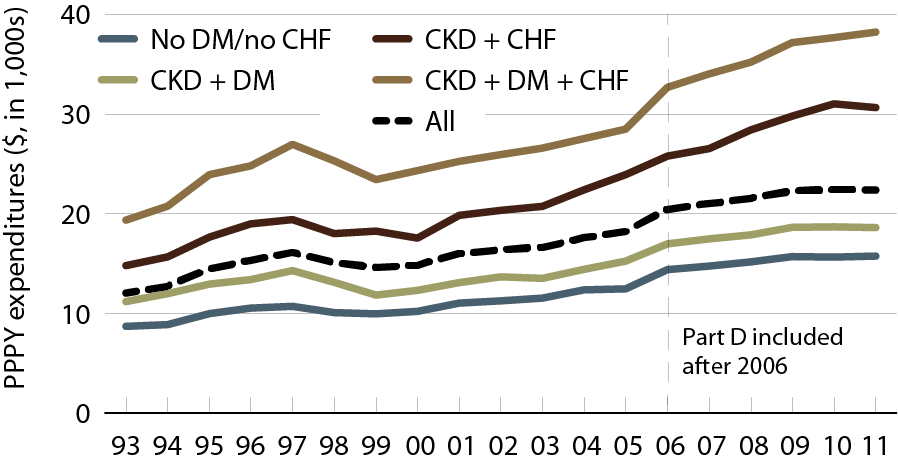 PPPY expenditures ($, in 1,000s)
40
30
20
10
0
No DM/no CHF
CKD + CHF
CKD + DM
CKD + DM + CHF
All
Part D included
after 2006
93 94 95 96 97 98 99 00 01 02 03 04 05 06 07 08 09 10 11